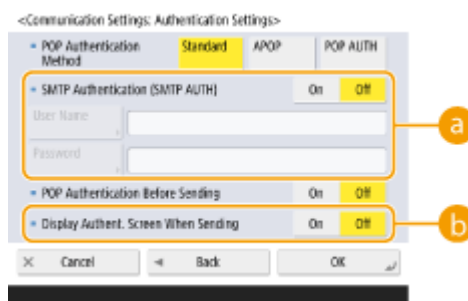 <Communication Settings: Authentication Settings>
POP Authentication Method Standard APOP POP AUTH
SMTP Authentication (SMTP AUTH) On Off
User Name
Password
a
POP Authentication Before Sending On Off
Display Authent. Screen When Sending On Off
b
Cancel Back OK